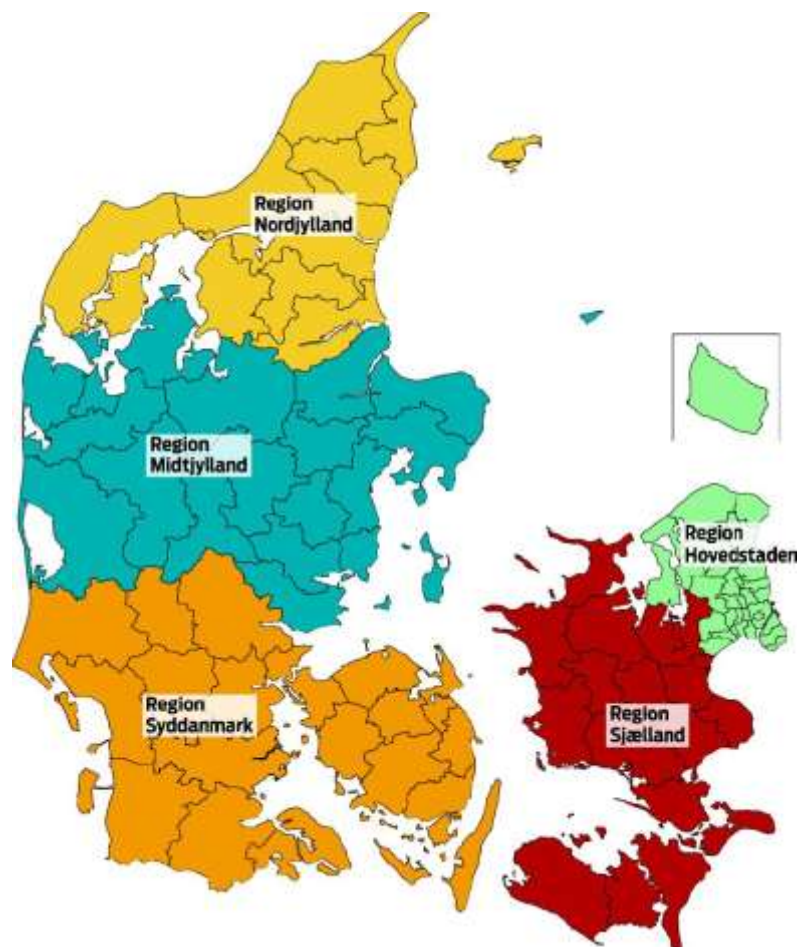 Region
Nordjylland
Region
Midtjylland
Region
Hovedstaden
Region
Syddanmark
Region
Sjælland